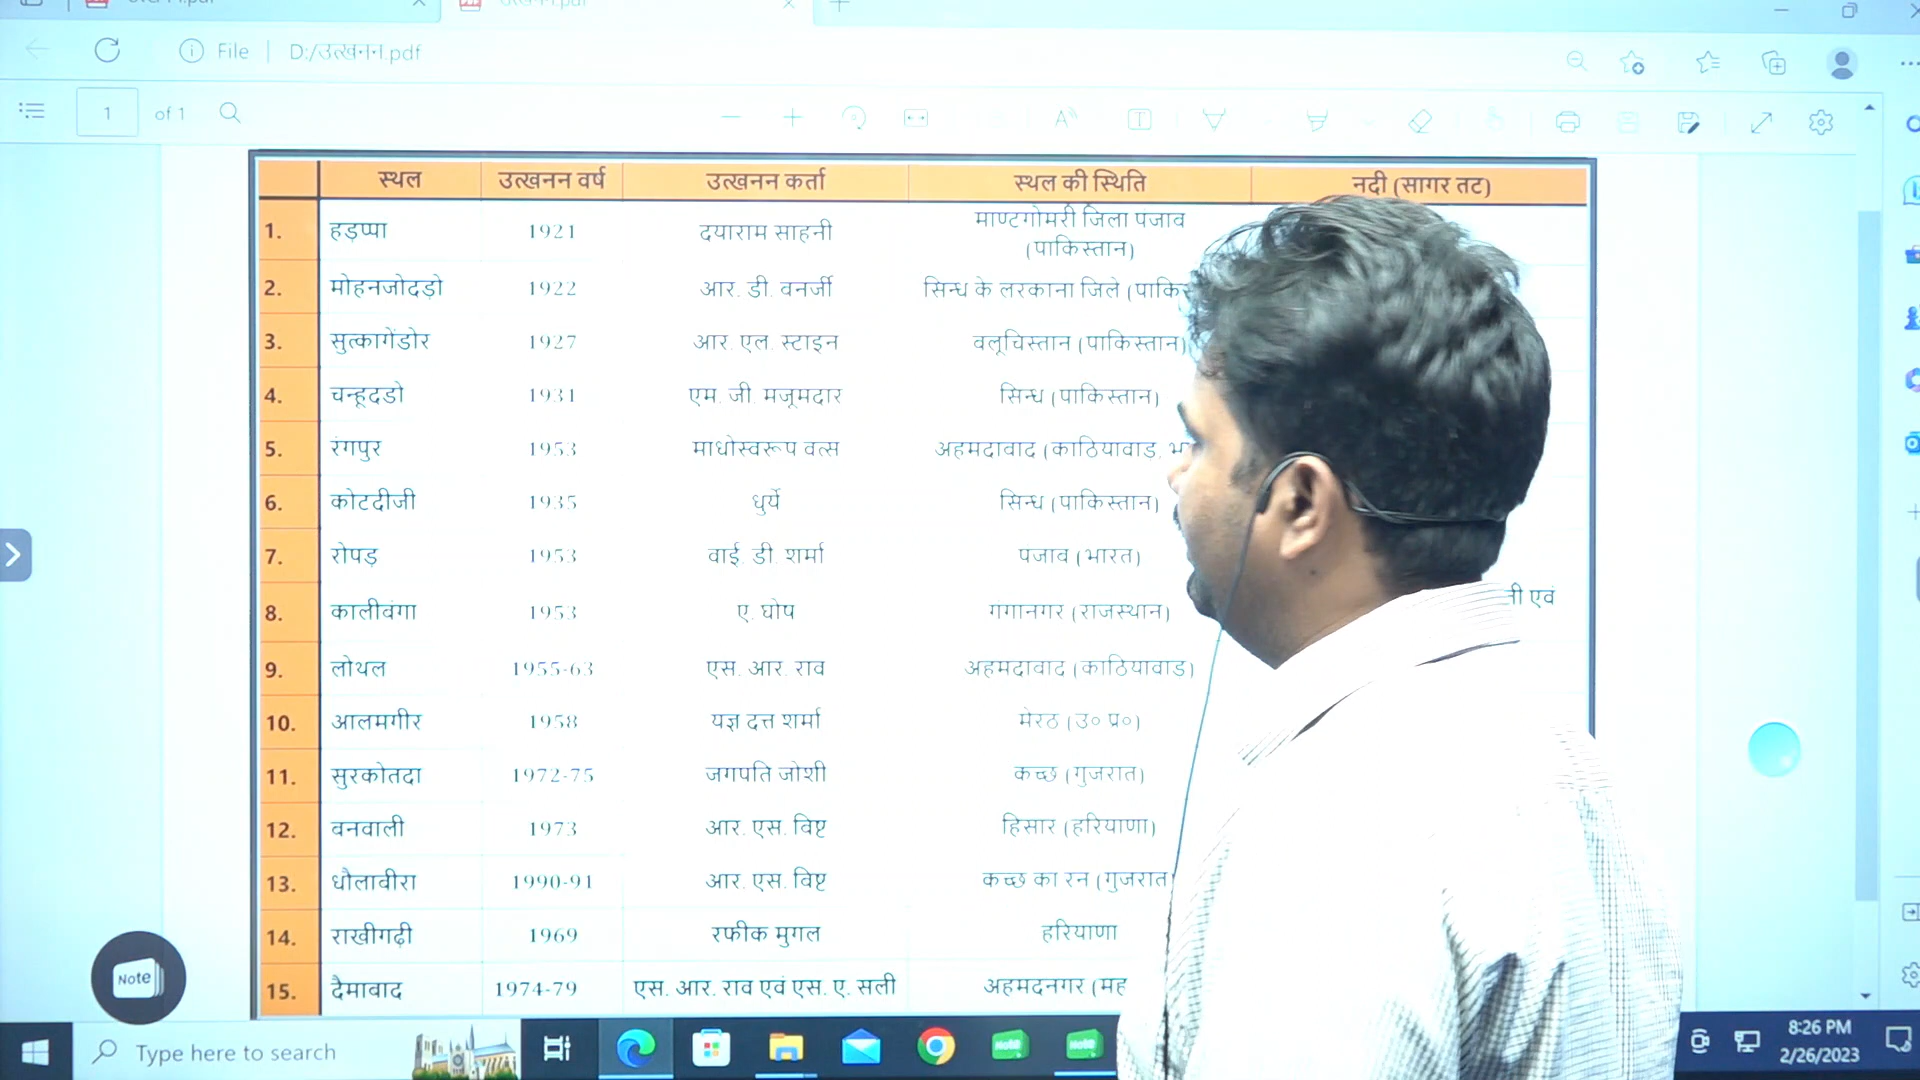 File | D:/उत्खनन.pdf
1 of 1
स्थल उत्खनन वर्ष उत्खनन कर्ता स्थल की स्थिति नदी (सागर तट)
1. हड़प्पा 1921 दयाराम साहनी माण्टगोमरी जिला पंजाब
(पाकिस्तान)
2. मोहनजोदड़ो 1922 आर. डी. वनर्जी सिन्ध के लरकाना जिले
3. सुत्कागेंडोर 1927 आर. एल. स्टाइन वलूचिस्तान (पाकिस्तान)
4. चन्हूदडो 1931 एम. जी. मजूमदार सिन्ध (पाकिस्तान)
5. रंगपुर 1953 माधोस्वरूप वत्स अहमदावाद (काठियावाड,
6. कोटदीजी 1935 धुर्ये सिन्ध (पाकिस्तान)
7. रोपड़ 1953 वाई. डी. शर्मा पजाव (भारत)
8. कालीवंगा 1953 ए. घोष गंगानगर (राजस्थान) एवं
9. लोथल 1955-63 एस. आर. राव अहमदावाद (काठियावाड)
10. आलमगीर 1958 यज्ञ दत्त शर्मा मेरठ (उ० प्र०)
11. सुरकोतदा 1972-75 जगपति जोशी कच्छ (गुजरात)
12. वनवाली 1973 आर. एस. विष्ट हिसार (हरियाणा)
13. धौलावीरा 1990-91 आर. एस. विष्ट कच्छ का रन (गुजरात
14. राखीगढ़ी 1969 रफीक मुगल हरियाणा
15. दैमावाद 1974-79 एस. आर. राव एवं एस. ए. सली अहमदनगर
Note
Type here to search
Note
Note
8:26 PM
2/26/2023